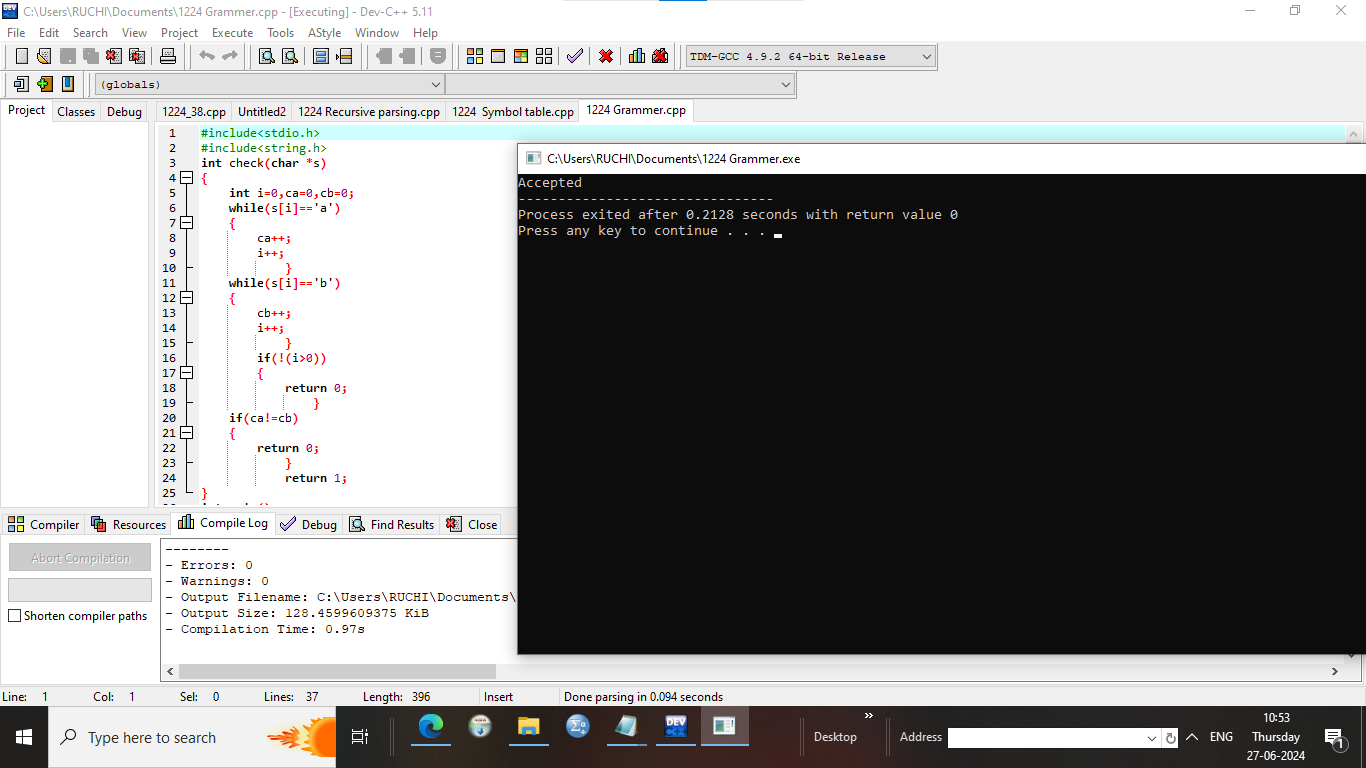 C:\Users\RUCHI\Documents\1224 Grammer.cpp - [Executing] - Dev-C++ 5.11
File Edit Search View Project Execute Tools AStyle Window Help
TDM-GCC 4.9.2 64-bit Release
(globals)
Project Classes Debug
1224_38.cpp Untitled2 1224 Recursive parsing.cpp 1224 Symbol table.cpp 1224 Grammer.cpp
1 #include<stdio.h>
2 #include<string.h>
3 int check(char *s)
4 {
5 int i=0,ca=0,cb=0;
6 while(s[i]=='a')
7 {
8 ca++;
9 i++;
10 }
11 while(s[i]=='b')
12 {
13 cb++;
14 i++;
15 }
16 if(!(i>0))
17 {
18 return 0;
19 }
20 if(ca!=cb)
21 {
22 return 0;
23 }
24 return 1;
25 }
C:\Users\RUCHI\Documents\1224 Grammer.exe
Accepted
--------------------------------
Process exited after 0.2128 seconds with return value 0
Press any key to continue . . .
Compiler Resources Compile Log Debug Find Results Close
Abort Compilation
Shorten compiler paths
--------
- Errors: 0
- Warnings: 0
- Output Filename: C:\Users\RUCHI\Documents\
- Output Size: 128.4599609375 KiB
- Compilation Time: 0.97s
Line: 1 Col: 1 Sel: 0 Lines: 37 Length: 396 Insert Done parsing in 0.094 seconds
Type here to search
DEV
Desktop
»
Address
ENG
10:53
Thursday
27-06-2024
1